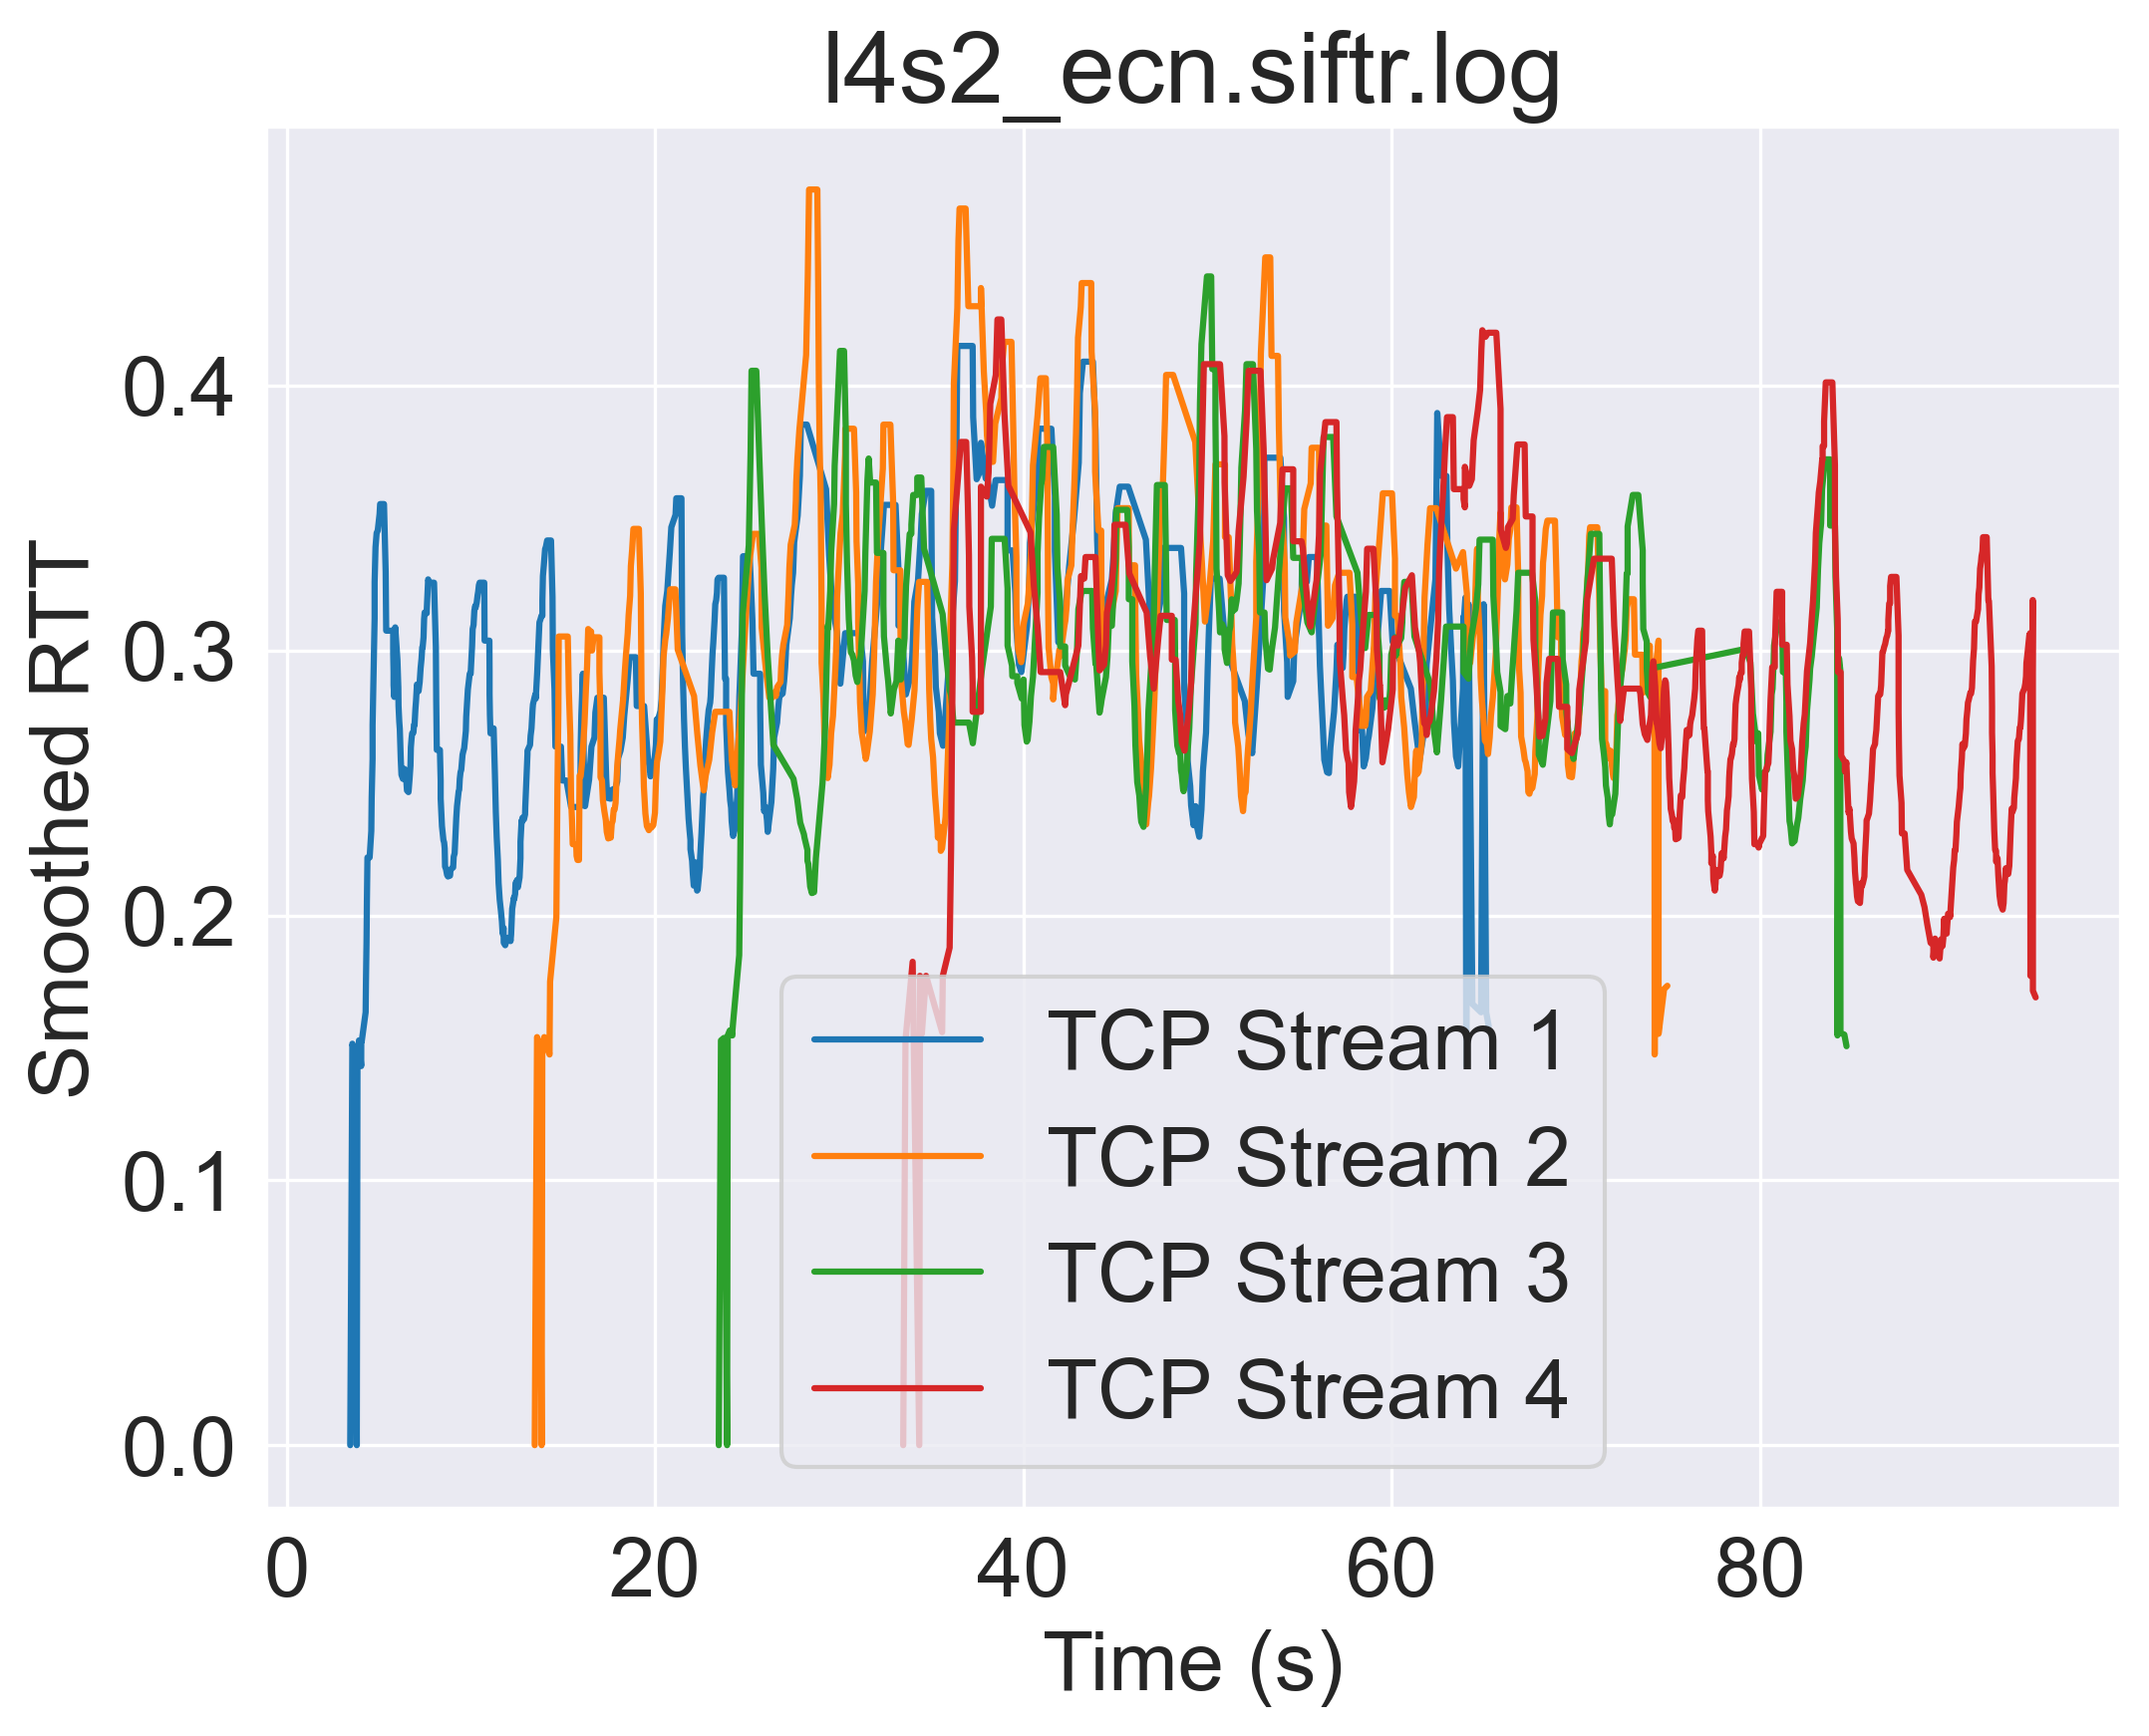 l4s2_ecn.siftr.log
Smoothed RTT
0.4
0.3
0.2
0.1
0.0
TCP Stream 1
TCP Stream 2
TCP Stream 3
TCP Stream 4
0 20 40 60 80
Time (s)